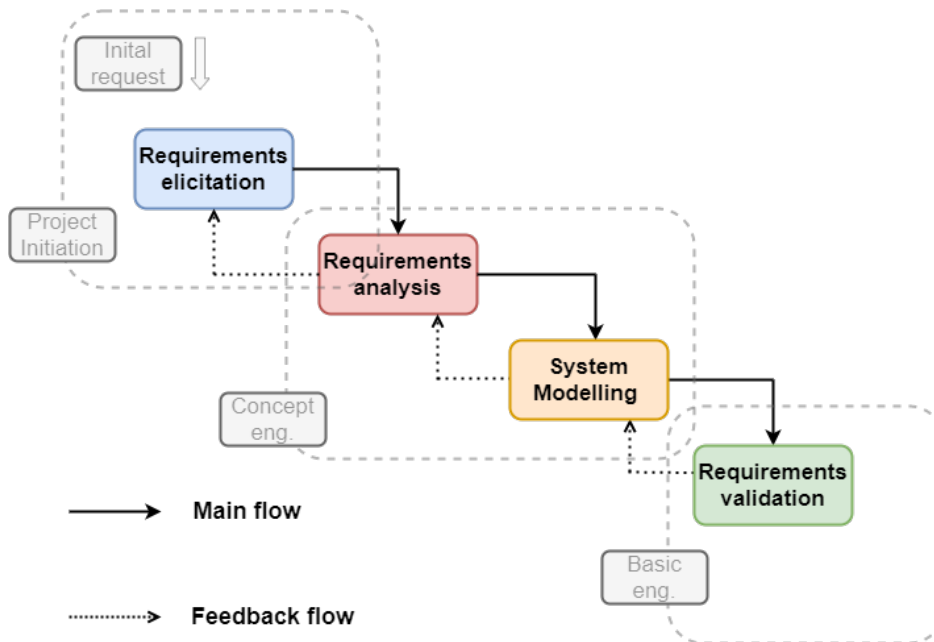 Inital
request
Requirements
elicitation
Project
Initiation
Requirements
analysis
System
Modelling
Concept
eng.
Requirements
validation
Main flow
Basic
eng.
Feedback flow